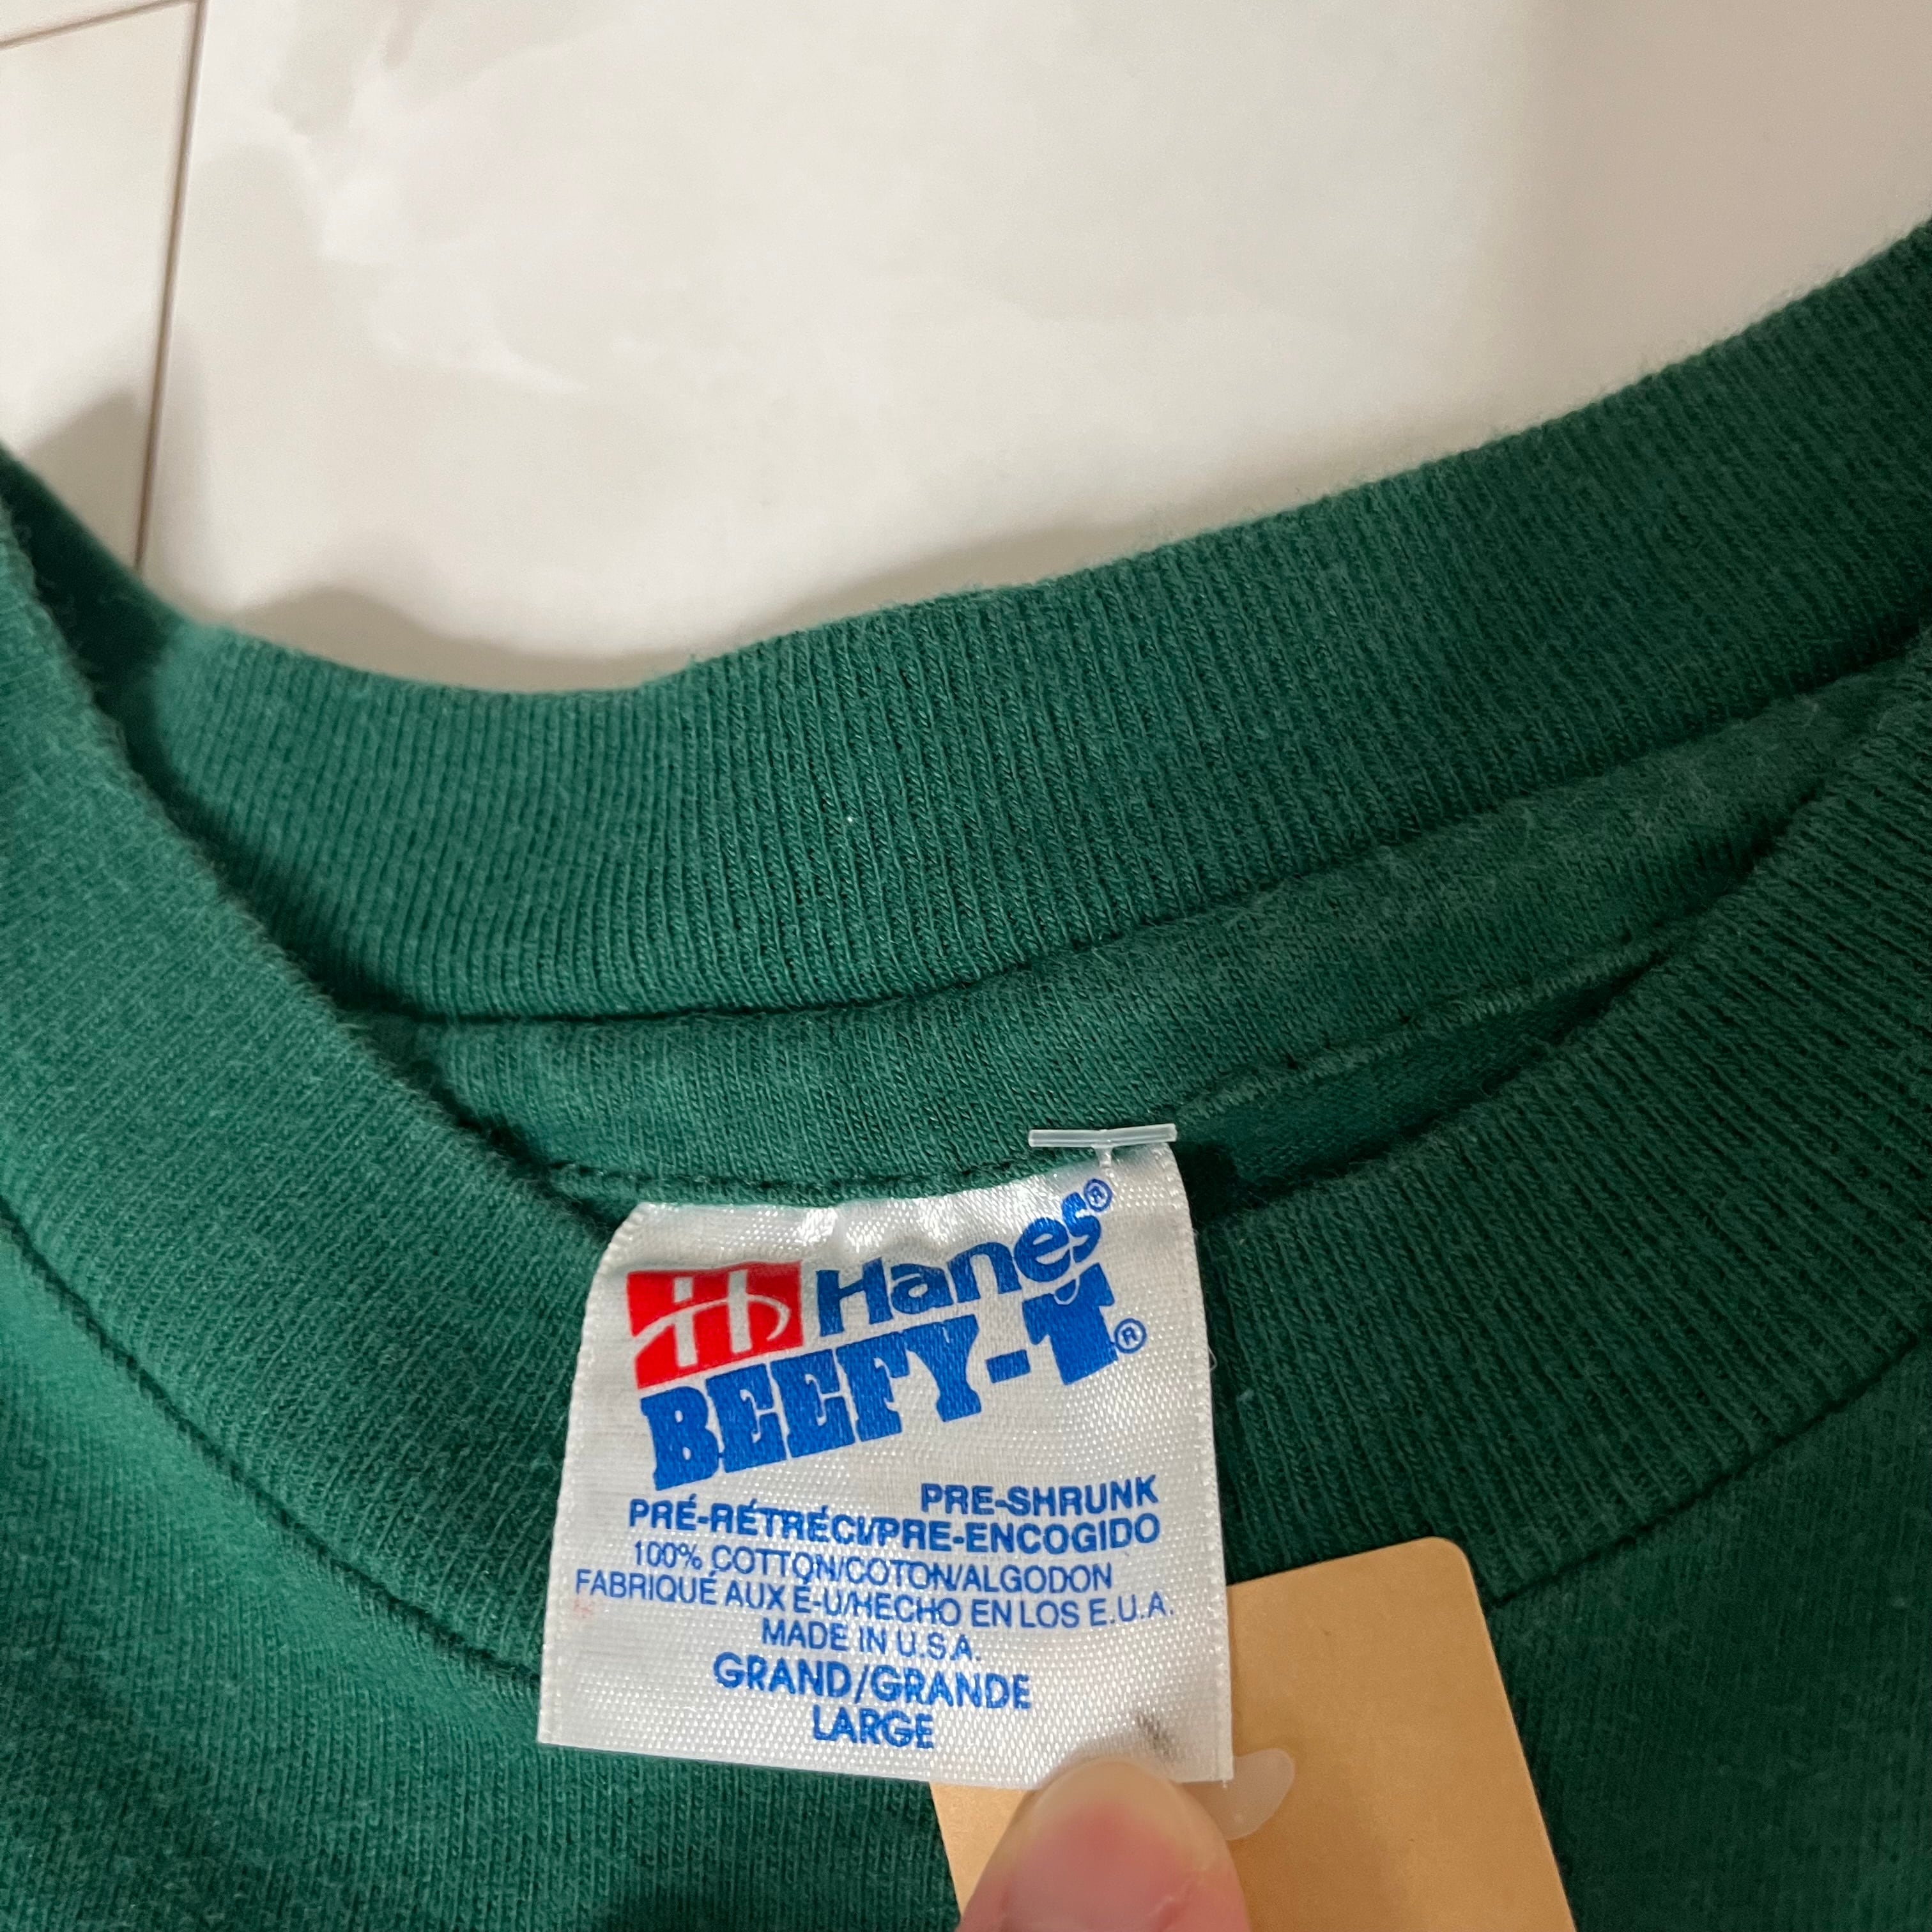 Hanes®
BEEFY-T®
PRE-SHRUNK
PRÉ-RÉTRÉCI/PRE-ENCOGIDO
100% COTTON/COTON/ALGODON
FABRIQUÉ AUX É-U/HECHO EN LOS E.U.A.
MADE IN U.S.A.
GRAND/GRANDE
LARGE